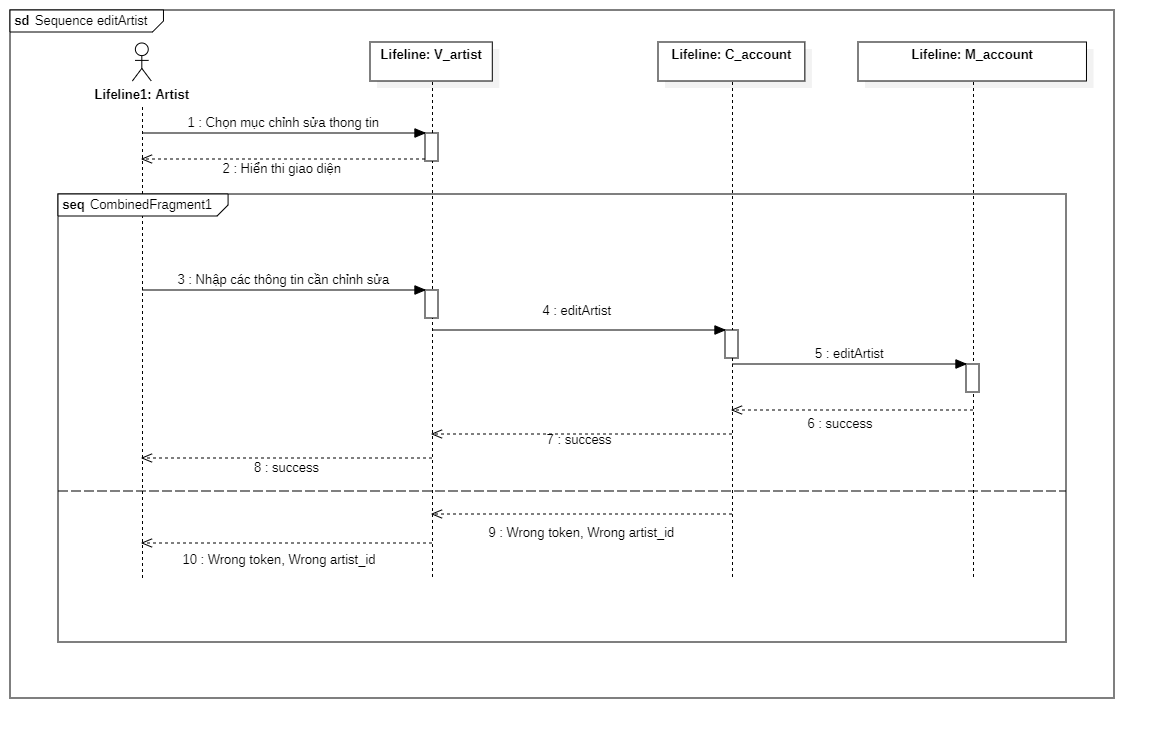 sd Sequence editArtist
Lifeline: V_artist
Lifeline: C_account
Lifeline: M_account
Lifeline1: Artist
1 : Chọn mục chỉnh sửa thong tin
2 : Hiển thi giao diện
seq CombinedFragment1
3 : Nhập các thông tin cần chỉnh sửa
4 : editArtist
5 : editArtist
6 : success
7 : success
8 : success
9 : Wrong token, Wrong artist_id
10 : Wrong token, Wrong artist_id